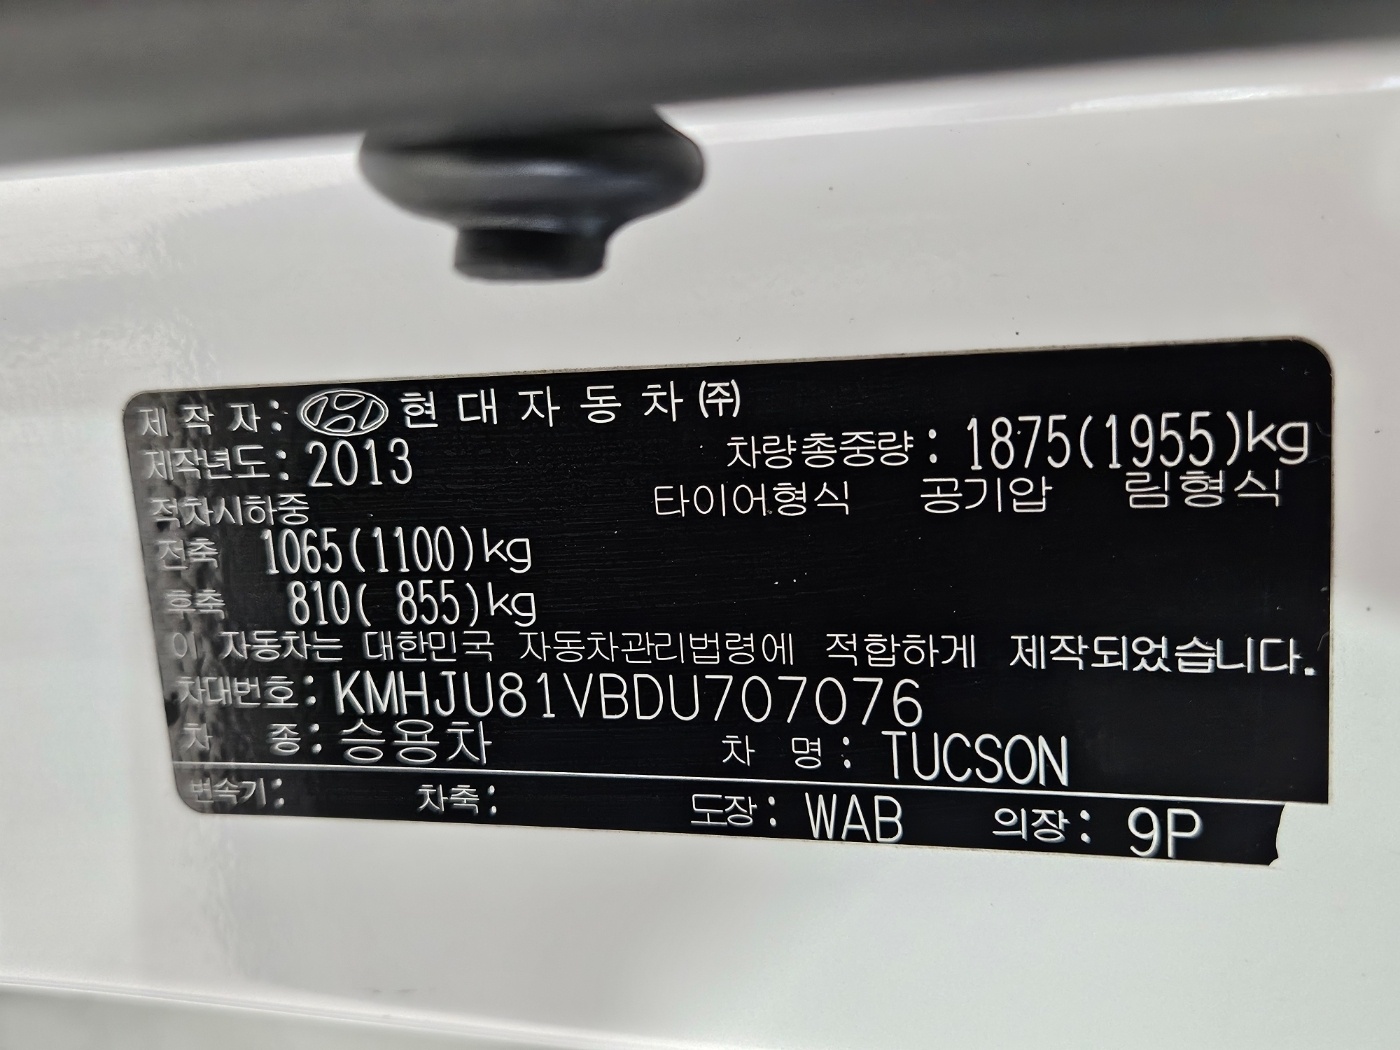 제 작 자 : HYUNDAI 현 대 자 동 차 ㈜
제작년도 : 2013 차량총중량 : 1875(1955)kg
적차시하중 타이어형식 공기압 림형식
전축 1065(1100)kg
후축 810( 855)kg
이 자동차는 대한민국 자동차관리법령에 적합하게 제작되었습니다.
차대번호 : KMHJU81VBDU707076
차 종 : 승용차 차 명 : TUCSON
변속기 : 차축 : 도장 : WAB 의장 : 9P